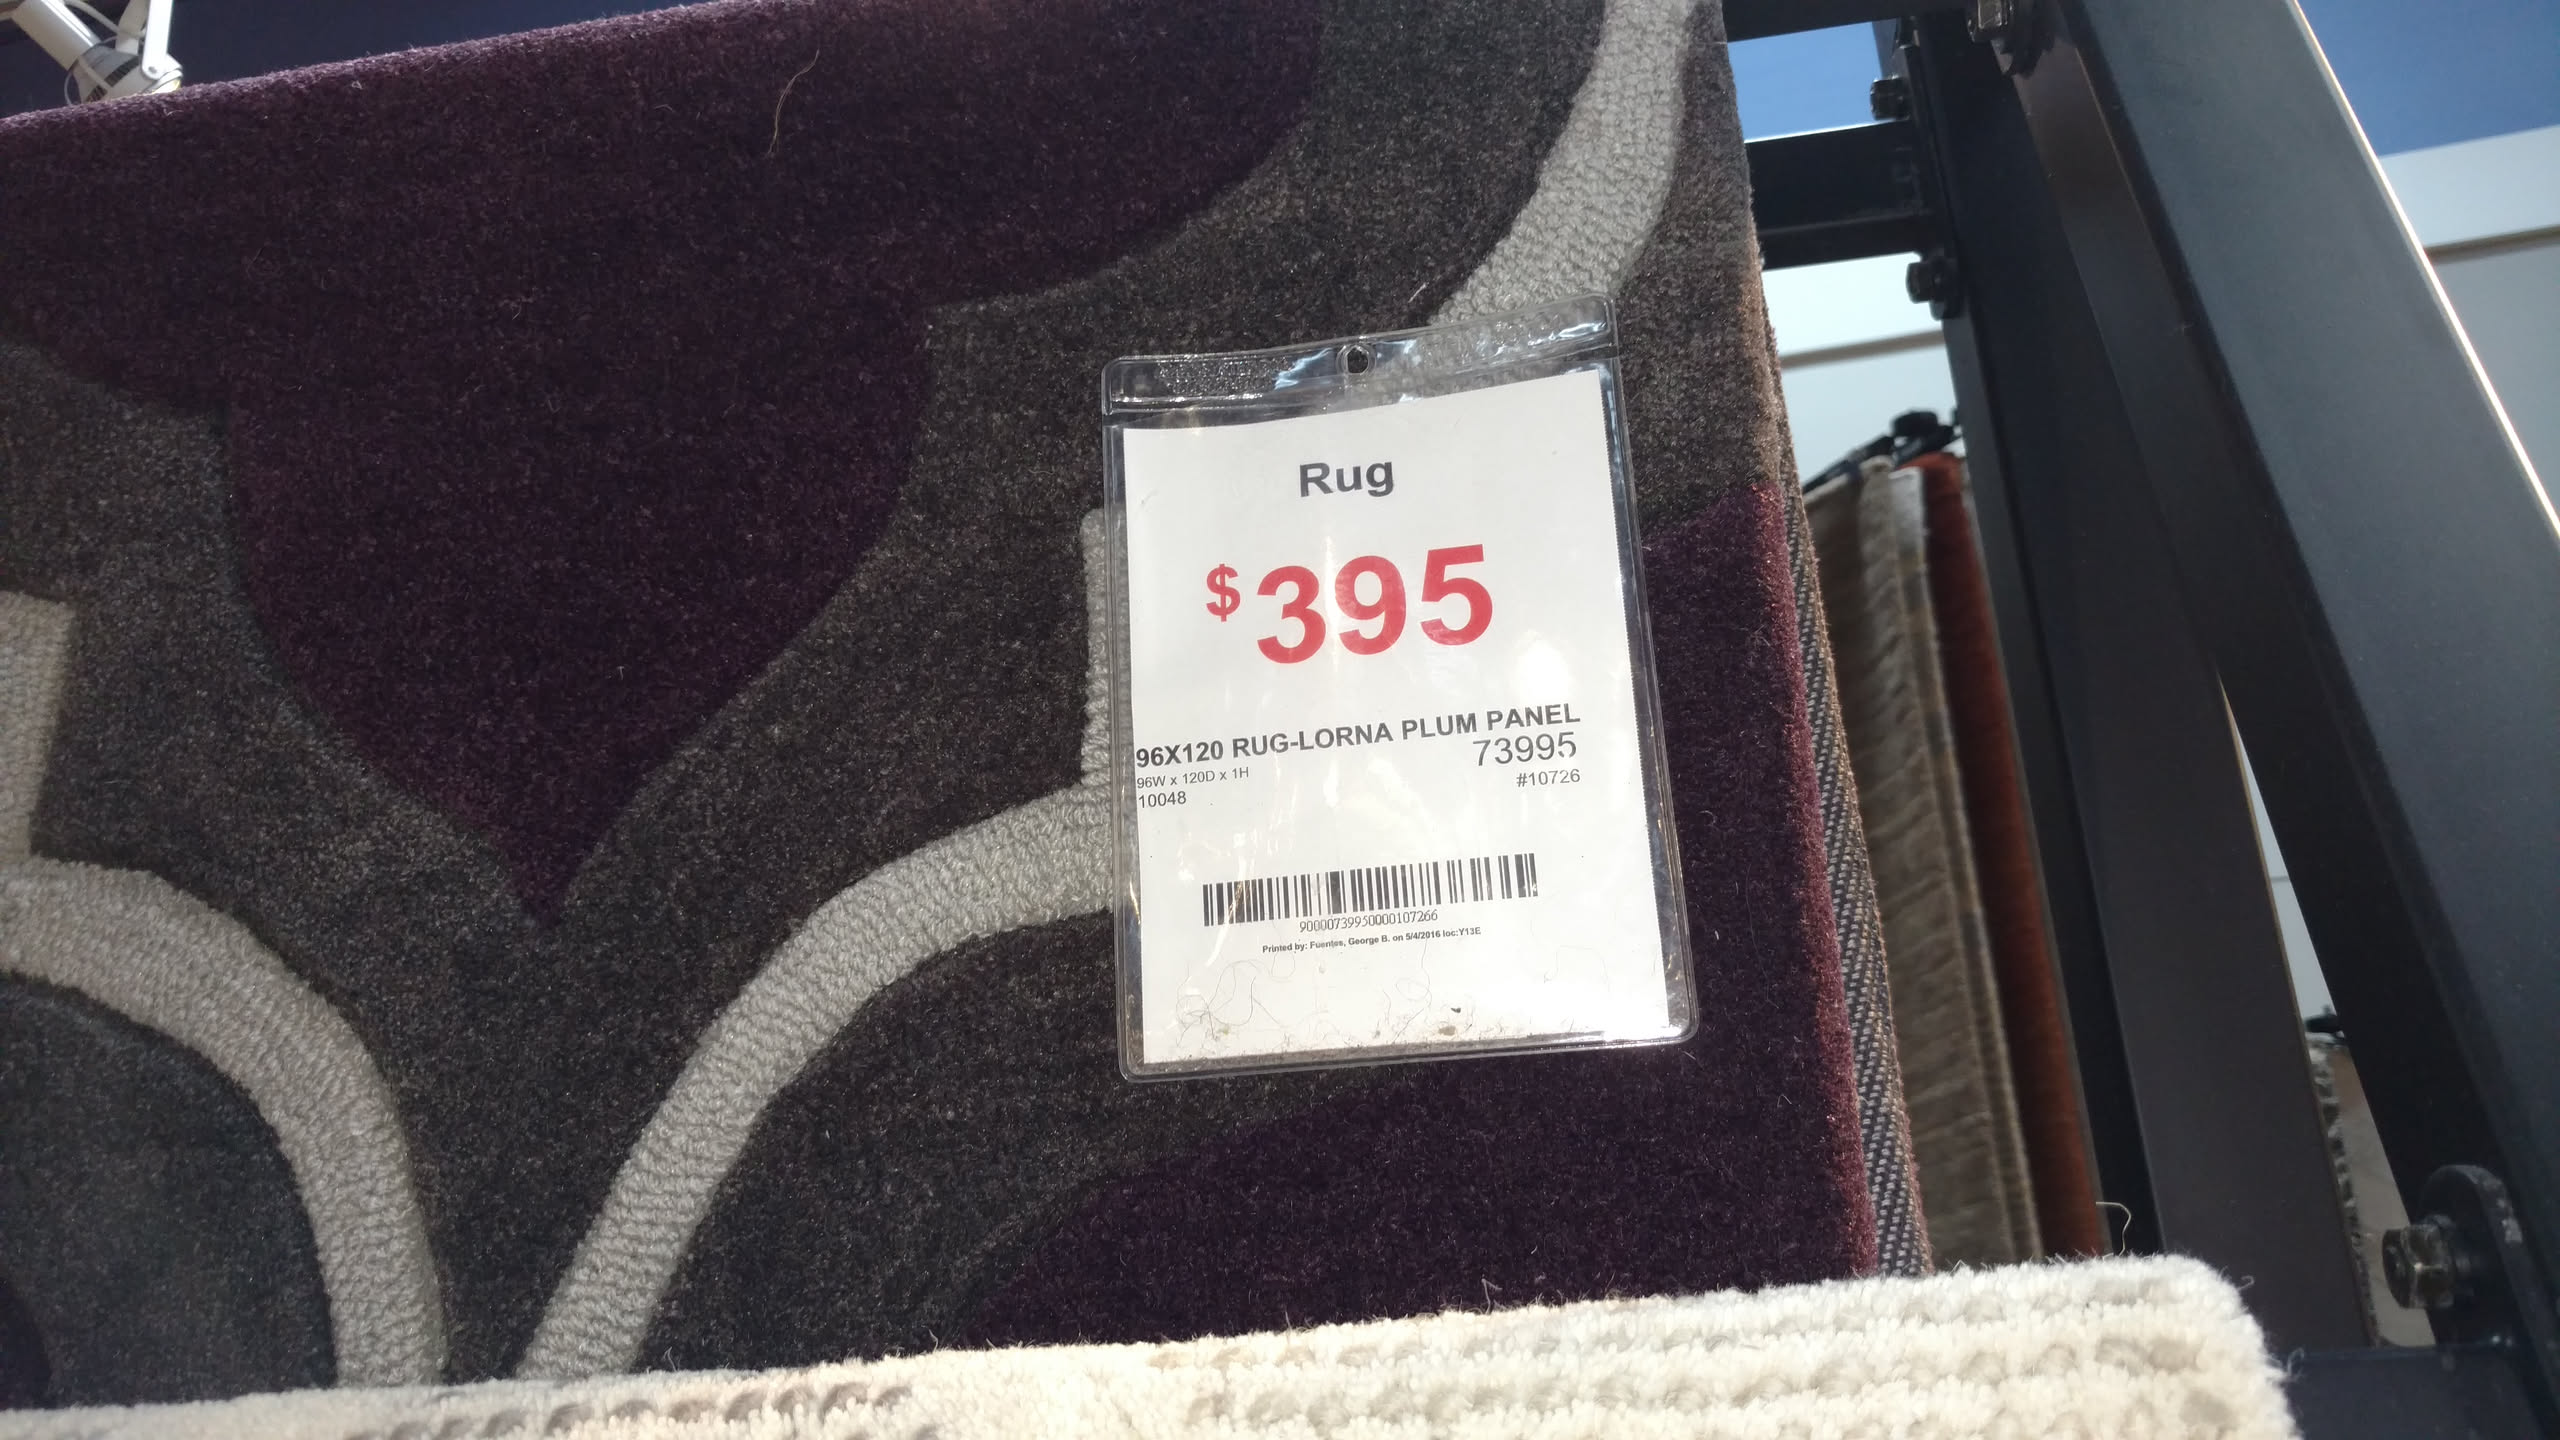 Rug
$395
96X120 RUG-LORNA PLUM PANEL
73995
96W x 120D x 1H
#10726
10048
90000739950000107266
Printed by: Fuentes, George B. on 5/4/2016 loc:Y13E